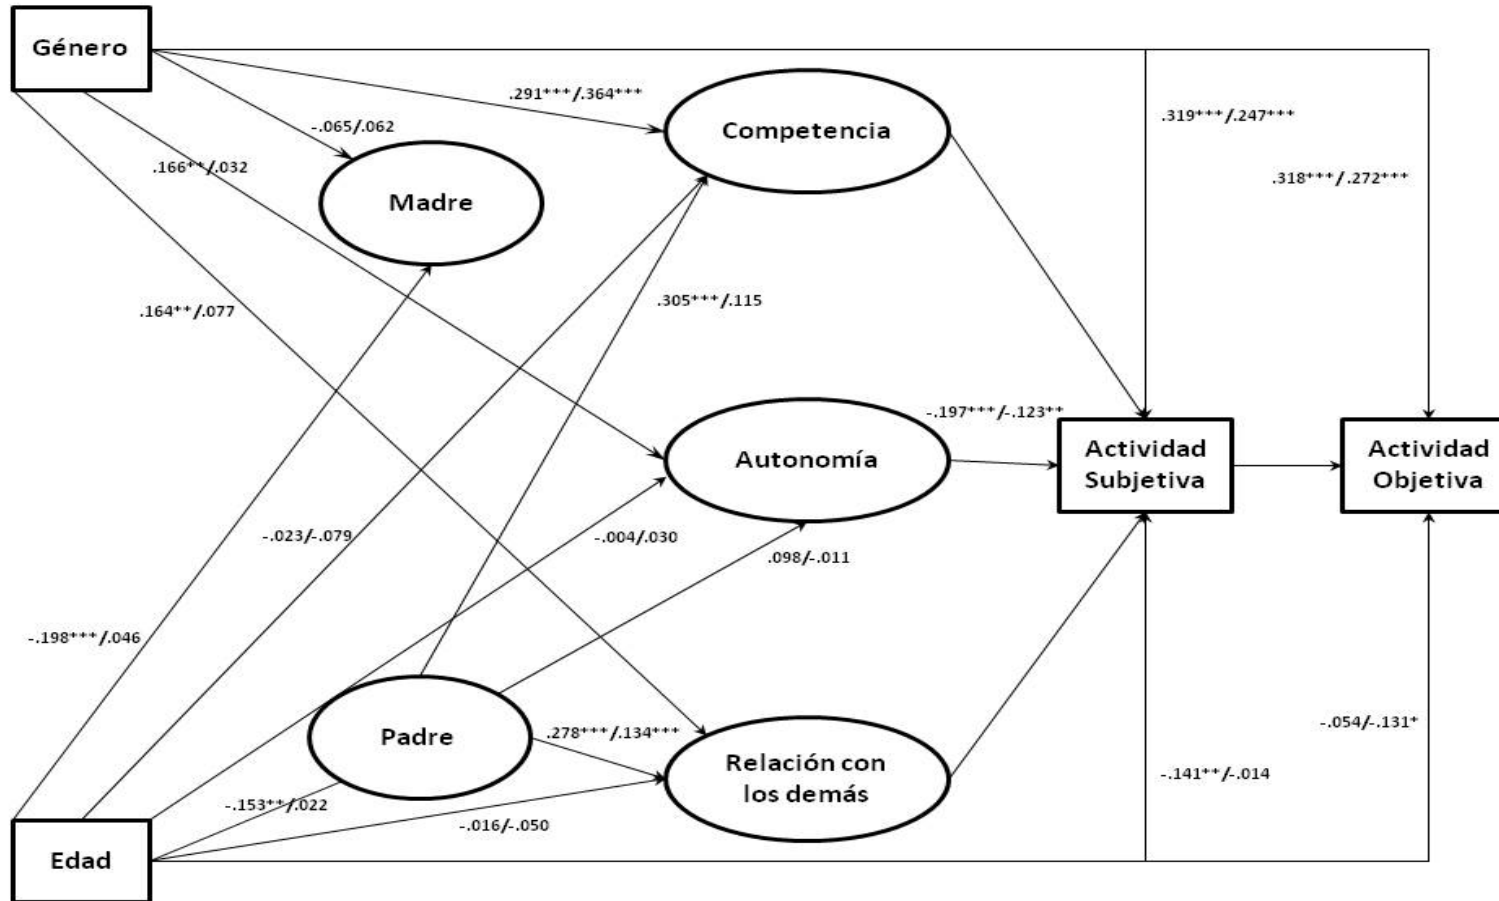 Género
.291***/.364***
Competencia
.319***/.247***
-.065/.062
.166**/.032
.318***/.272***
Madre
.305***/.115
.164**/.077
-.197***/-.123**
Autonomía
Actividad
Subjetiva
Actividad
Objetiva
-.023/-.079
-.004/.030
.098/-.011
-.198***/.046
Padre
.278***/.134***
-.054/-.131*
Relación con
los demás
-.141**/-.014
-.153**/.022
-.016/-.050
Edad